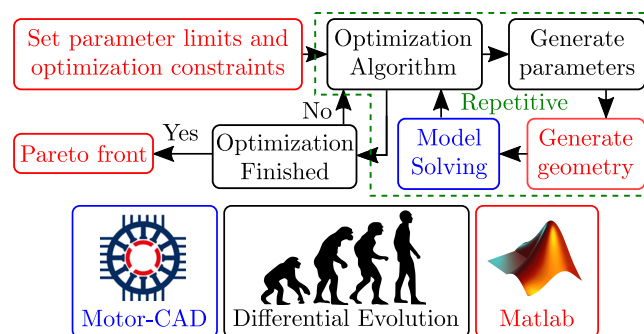 Set parameter limits and
optimization constraints
Optimization
Algorithm
Generate
parameters
Repetitive
No
Yes
Pareto front
Optimization
Finished
Model
Solving
Generate
geometry
Motor-CAD
Differential Evolution
Matlab